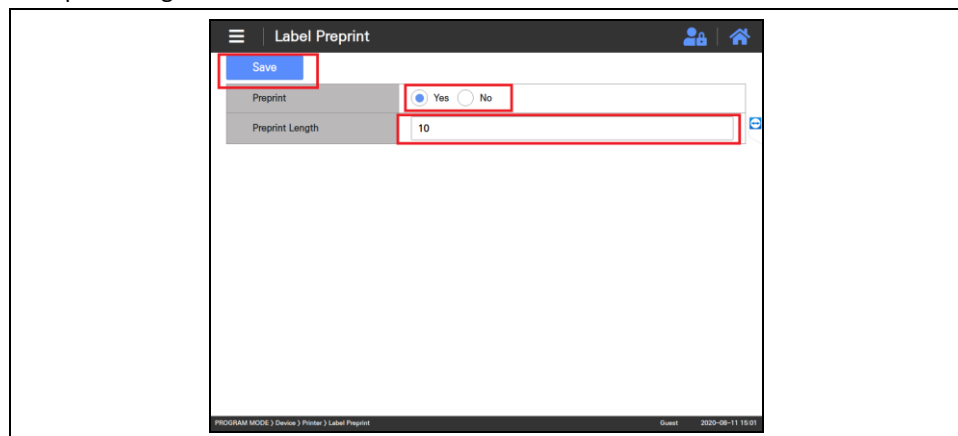 Label Preprint
Save
Preprint Yes No
Preprint Length 10
PROGRAM MODE 〉 Device 〉 Printer 〉 Label Preprint Guest 2020-08-11 15:01